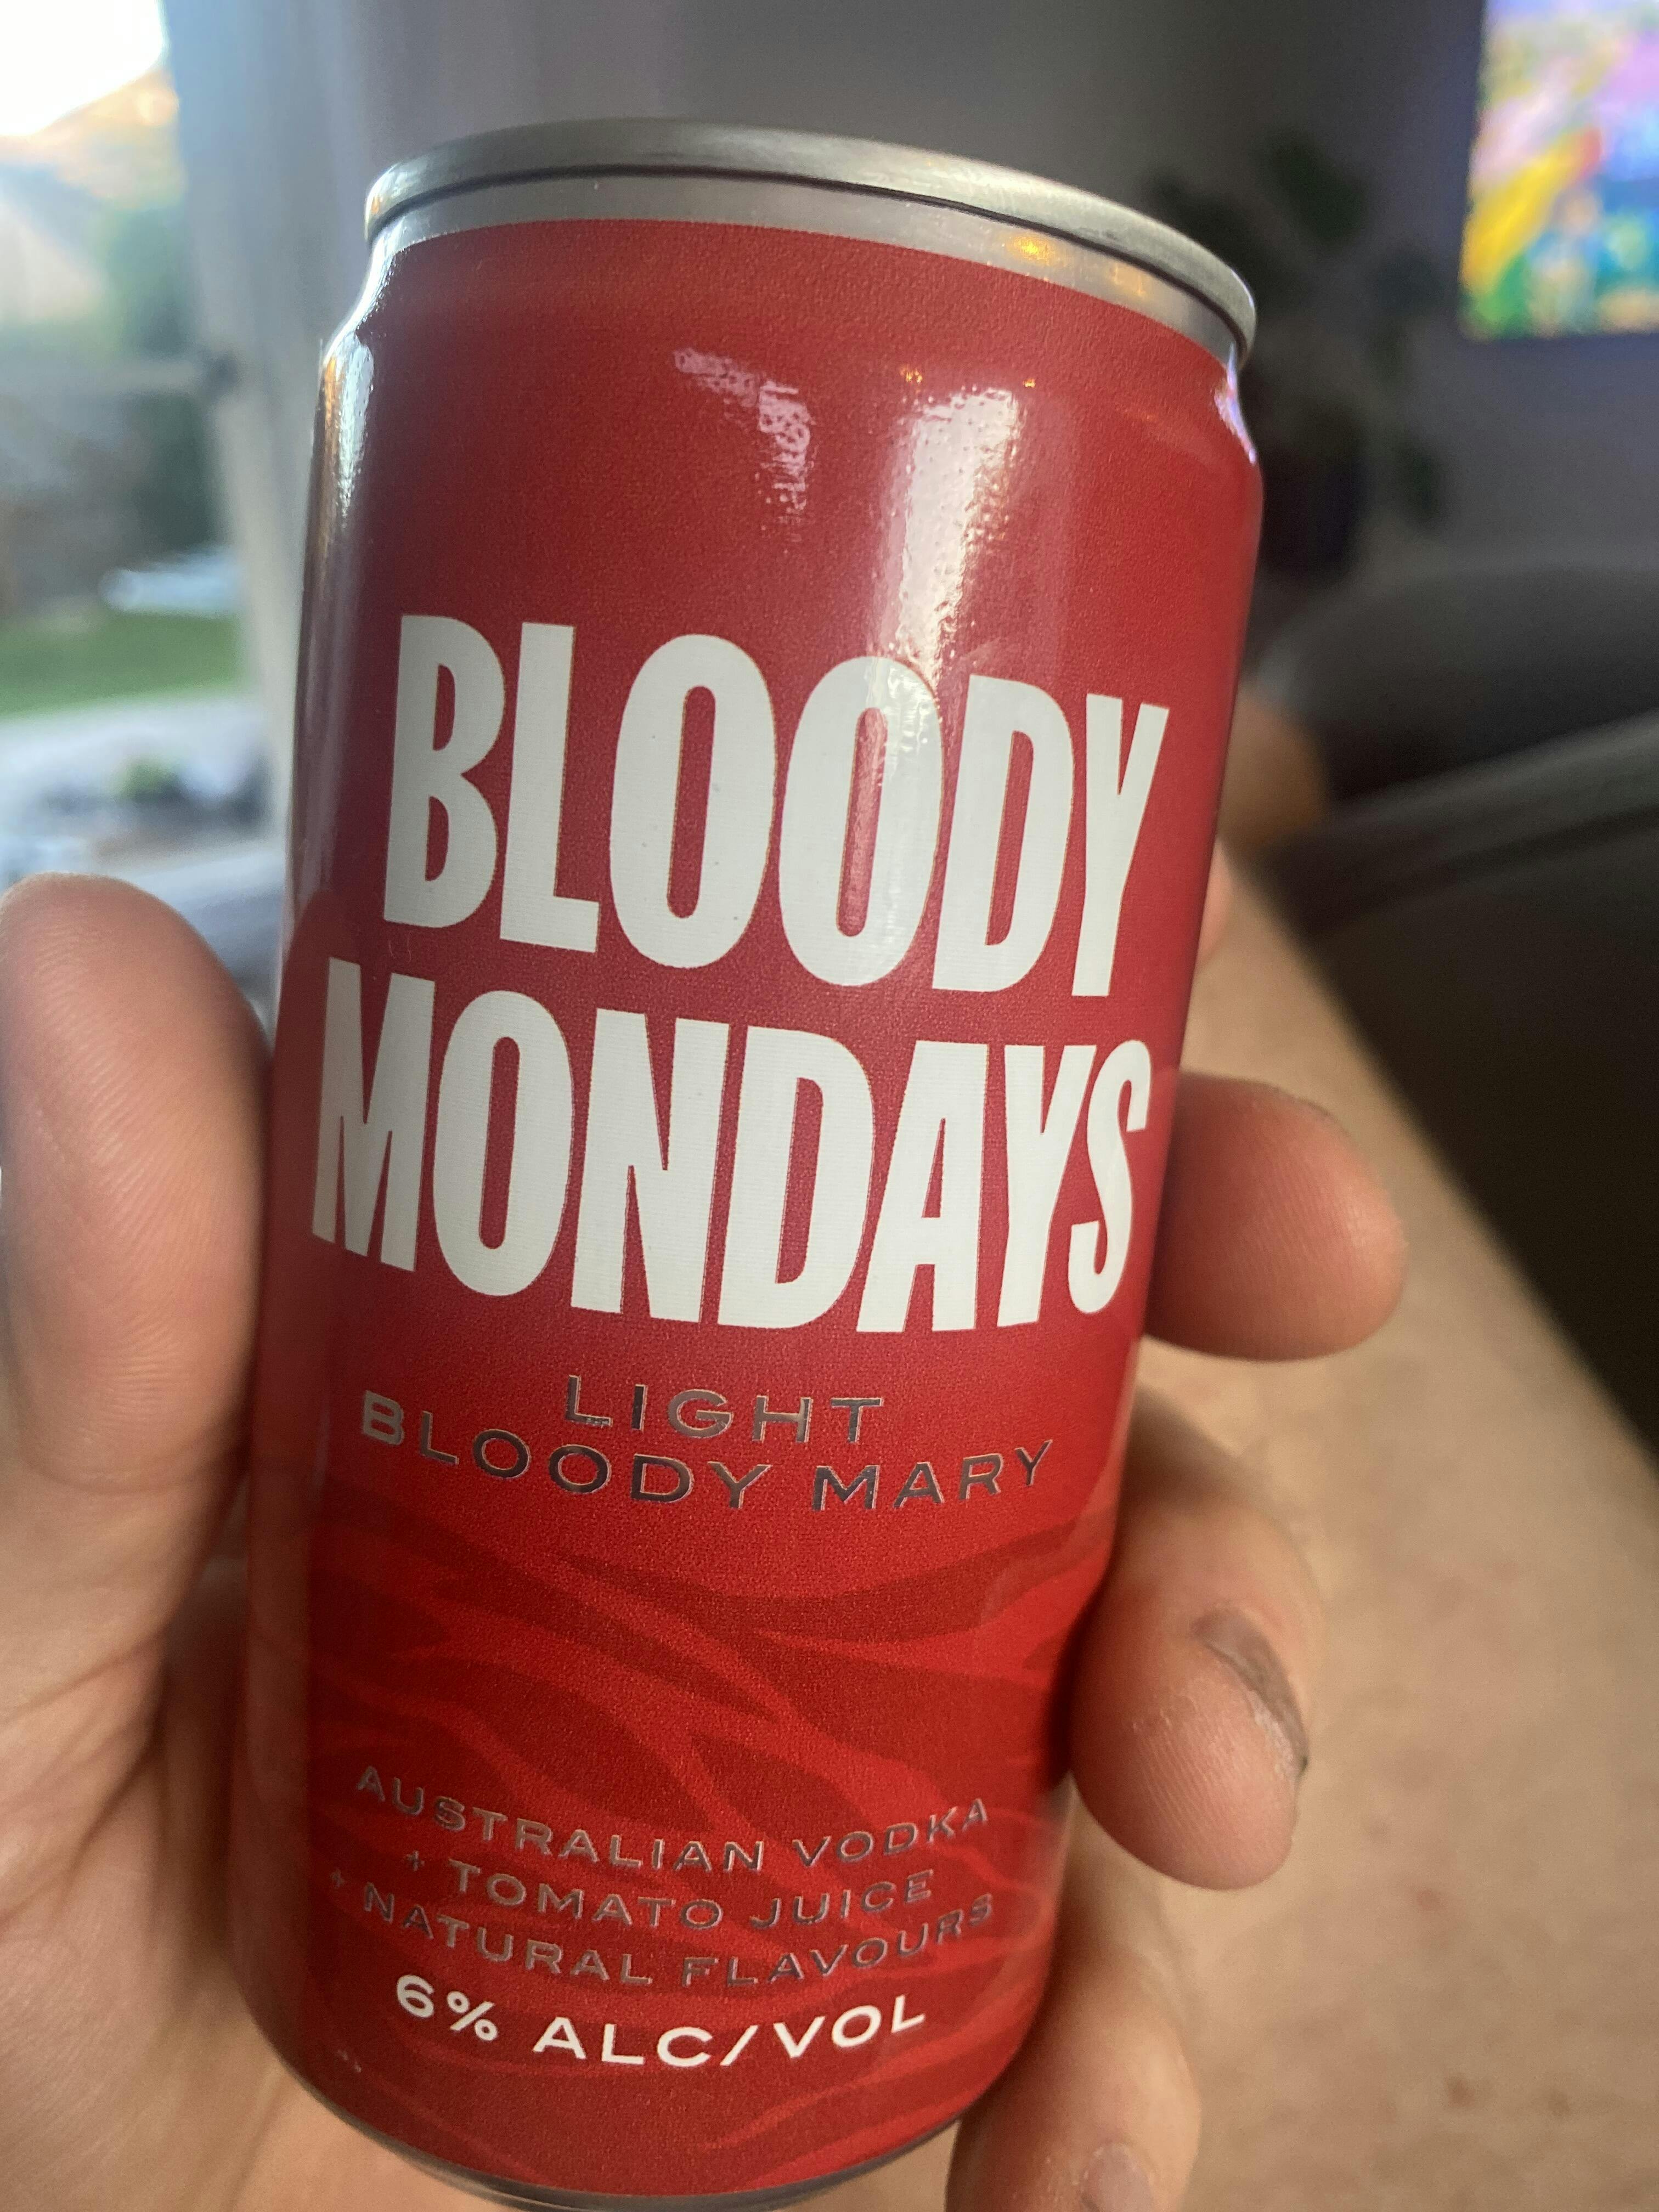 BLOODY
MONDAYS
LIGHT
BLOODY MARY
AUSTRALIAN VODKA
+ TOMATO JUICE
+ NATURAL FLAVOURS
6% ALC/VOL